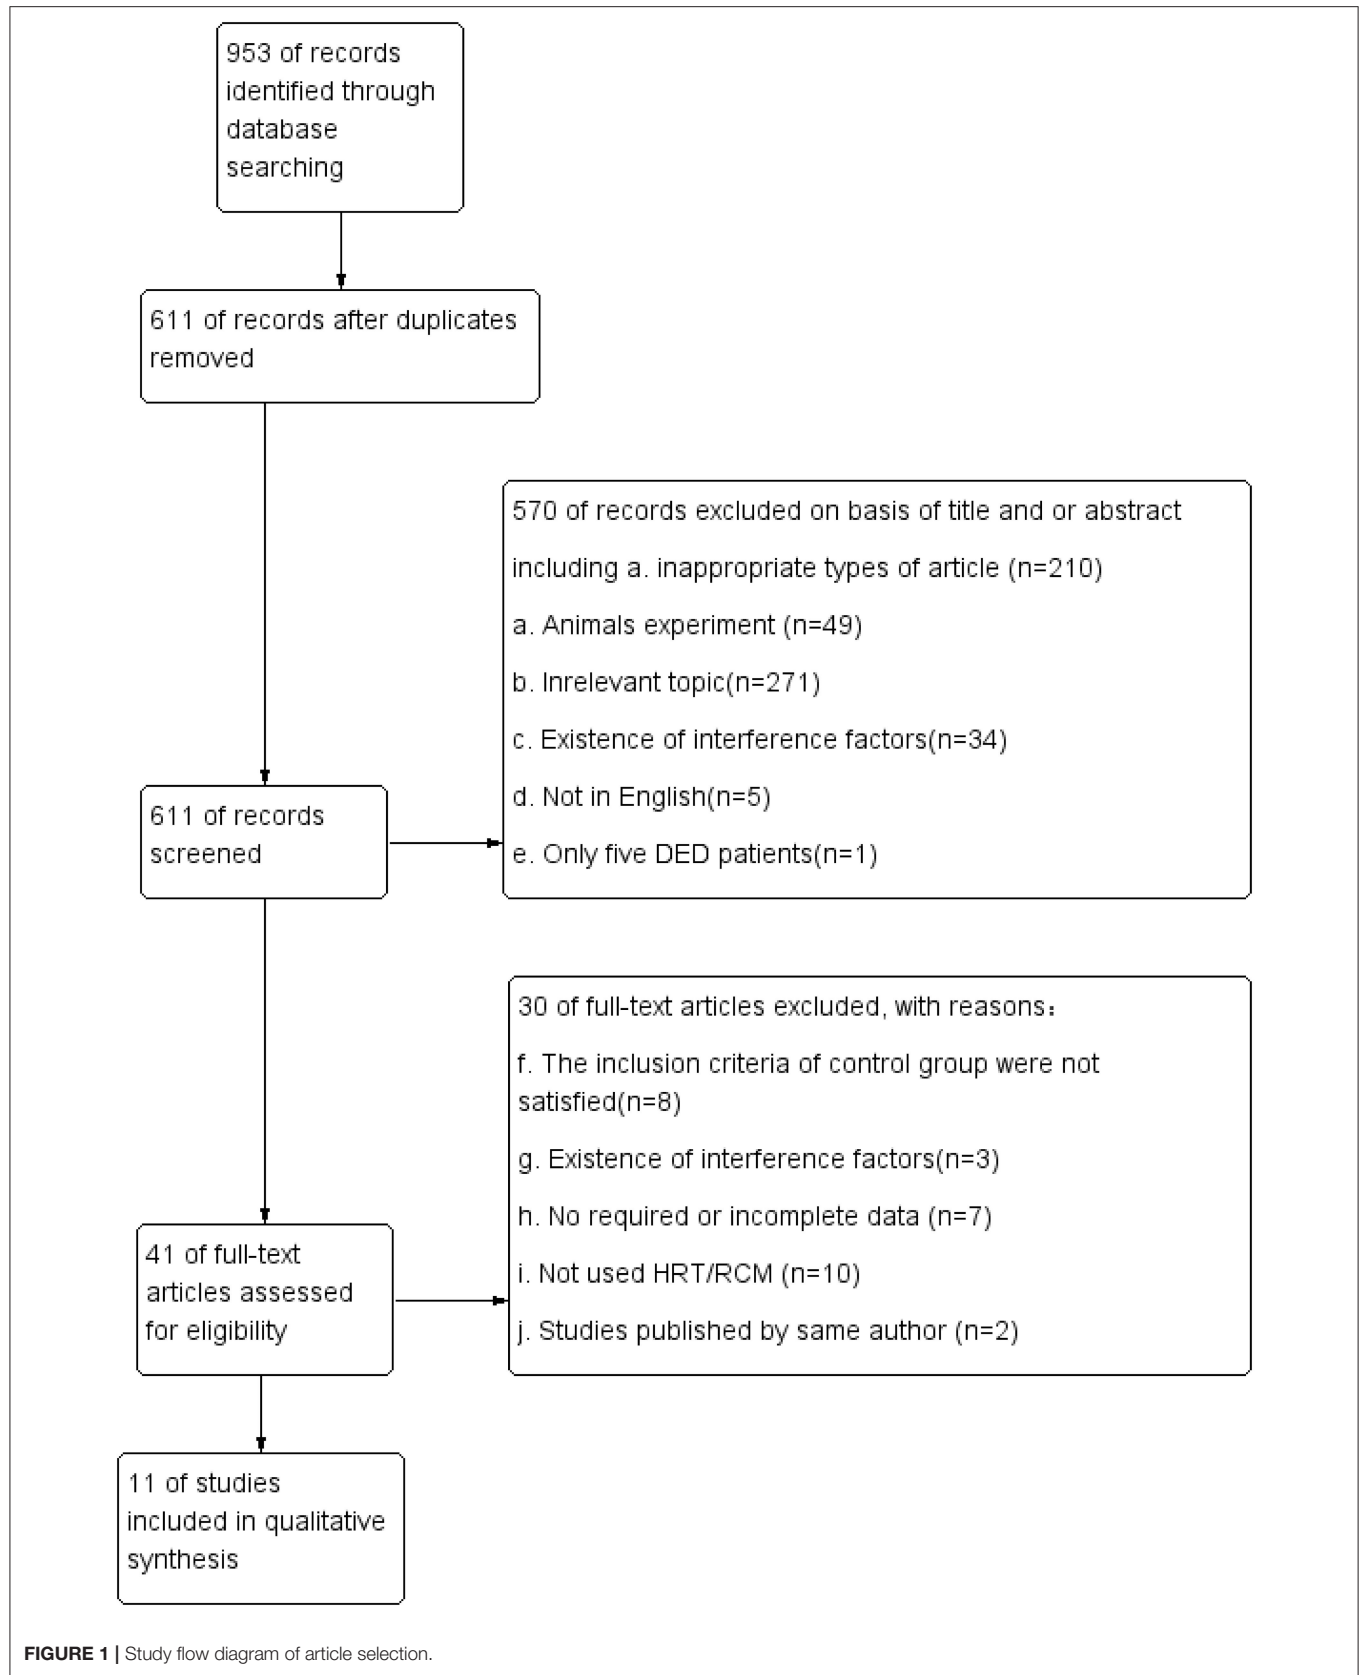 953 of records
identified through
database
searching
611 of records after duplicates
removed
570 of records excluded on basis of title and or abstract
including a. inappropriate types of article (n=210)
a. Animals experiment (n=49)
b. Inrelevant topic(n=271)
c. Existence of interference factors(n=34)
d. Not in English(n=5)
e. Only five DED patients(n=1)
611 of records
screened
30 of full-text articles excluded, with reasons：
f. The inclusion criteria of control group were not
satisfied(n=8)
g. Existence of interference factors(n=3)
h. No required or incomplete data (n=7)
i. Not used HRT/RCM (n=10)
j. Studies published by same author (n=2)
41 of full-text
articles assessed
for eligibility
11 of studies
included in qualitative
synthesis
FIGURE 1 | Study flow diagram of article selection.